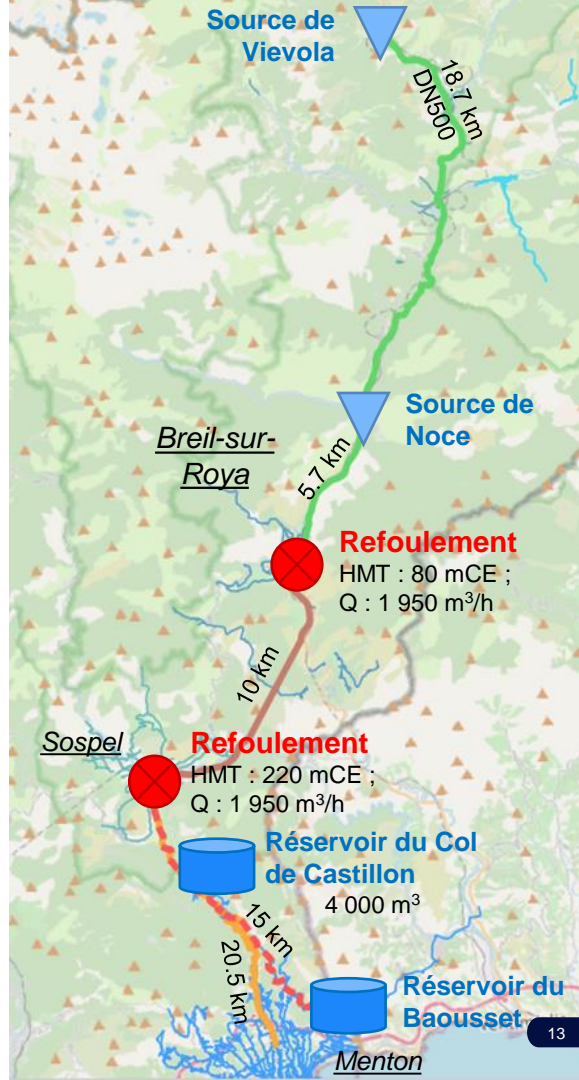 Source de
Vievola
18.7 km
DN500
Source de
Noce
Breil-sur-
Roya
5.7 km
Refoulement
HMT : 80 mCE ;
Q : 1 950 m³/h
10 km
Sospel
Refoulement
HMT : 220 mCE ;
Q : 1 950 m³/h
Réservoir du Col
de Castillon
4 000 m³
15 km
20.5 km
Réservoir du
Baousset
13
Menton